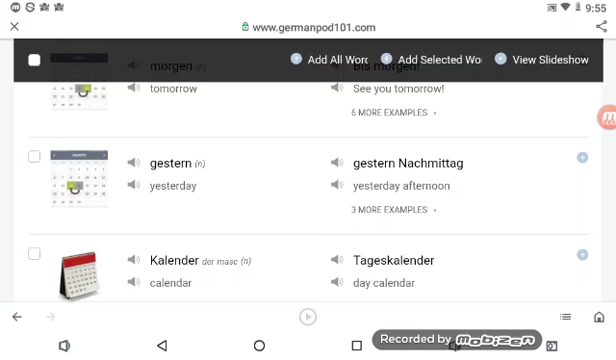 9:55
www.germanpod101.com
Add All Word
Add Selected Wo
View Slideshow
morgen (n)
Bis morgen!
tomorrow
See you tomorrow!
6 MORE EXAMPLES
gestern (n)
gestern Nachmittag
yesterday
yesterday afternoon
3 MORE EXAMPLES
Kalender der masc (n)
Tageskalender
calendar
day calendar
Recorded by mobizen